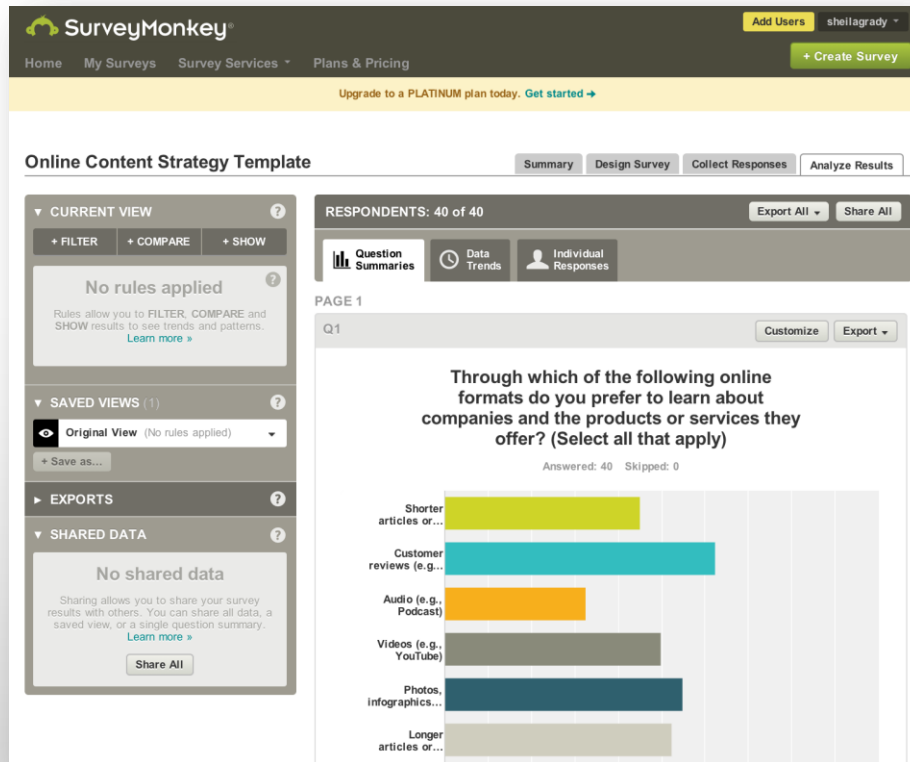 SurveyMonkey®
Add Users
sheilagrady
Home My Surveys Survey Services Plans & Pricing
+ Create Survey
Upgrade to a PLATINUM plan today. Get started →
Online Content Strategy Template
Summary Design Survey Collect Responses Analyze Results
CURRENT VIEW ?
+ FILTER + COMPARE + SHOW
No rules applied ?
Rules allow you to FILTER, COMPARE and
SHOW results to see trends and patterns.
Learn more »
SAVED VIEWS (1) ?
Original View (No rules applied)
+ Save as...
EXPORTS ?
SHARED DATA ?
No shared data
Sharing allows you to share your survey
results with others. You can share all data, a
saved view, or a single question summary.
Learn more »
Share All
RESPONDENTS: 40 of 40
Export All Share All
Question
Summaries
Data
Trends
Individual
Responses
PAGE 1
Q1
Customize Export
Through which of the following online
formats do you prefer to learn about
companies and the products or services they
offer? (Select all that apply)
Answered: 40 Skipped: 0
Shorter
articles or...
Customer
reviews (e.g...
Audio (e.g.,
Podcast)
Videos (e.g.,
YouTube)
Photos,
infographics...
Longer
articles or...